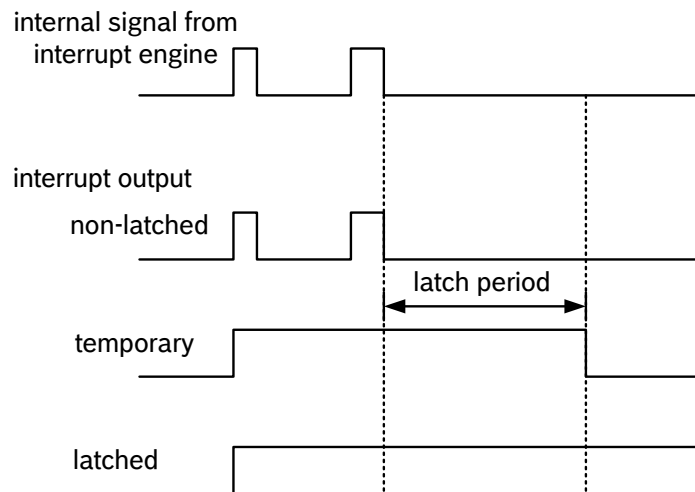 internal signal from
interrupt engine
interrupt output
non-latched
latch period
temporary
latched